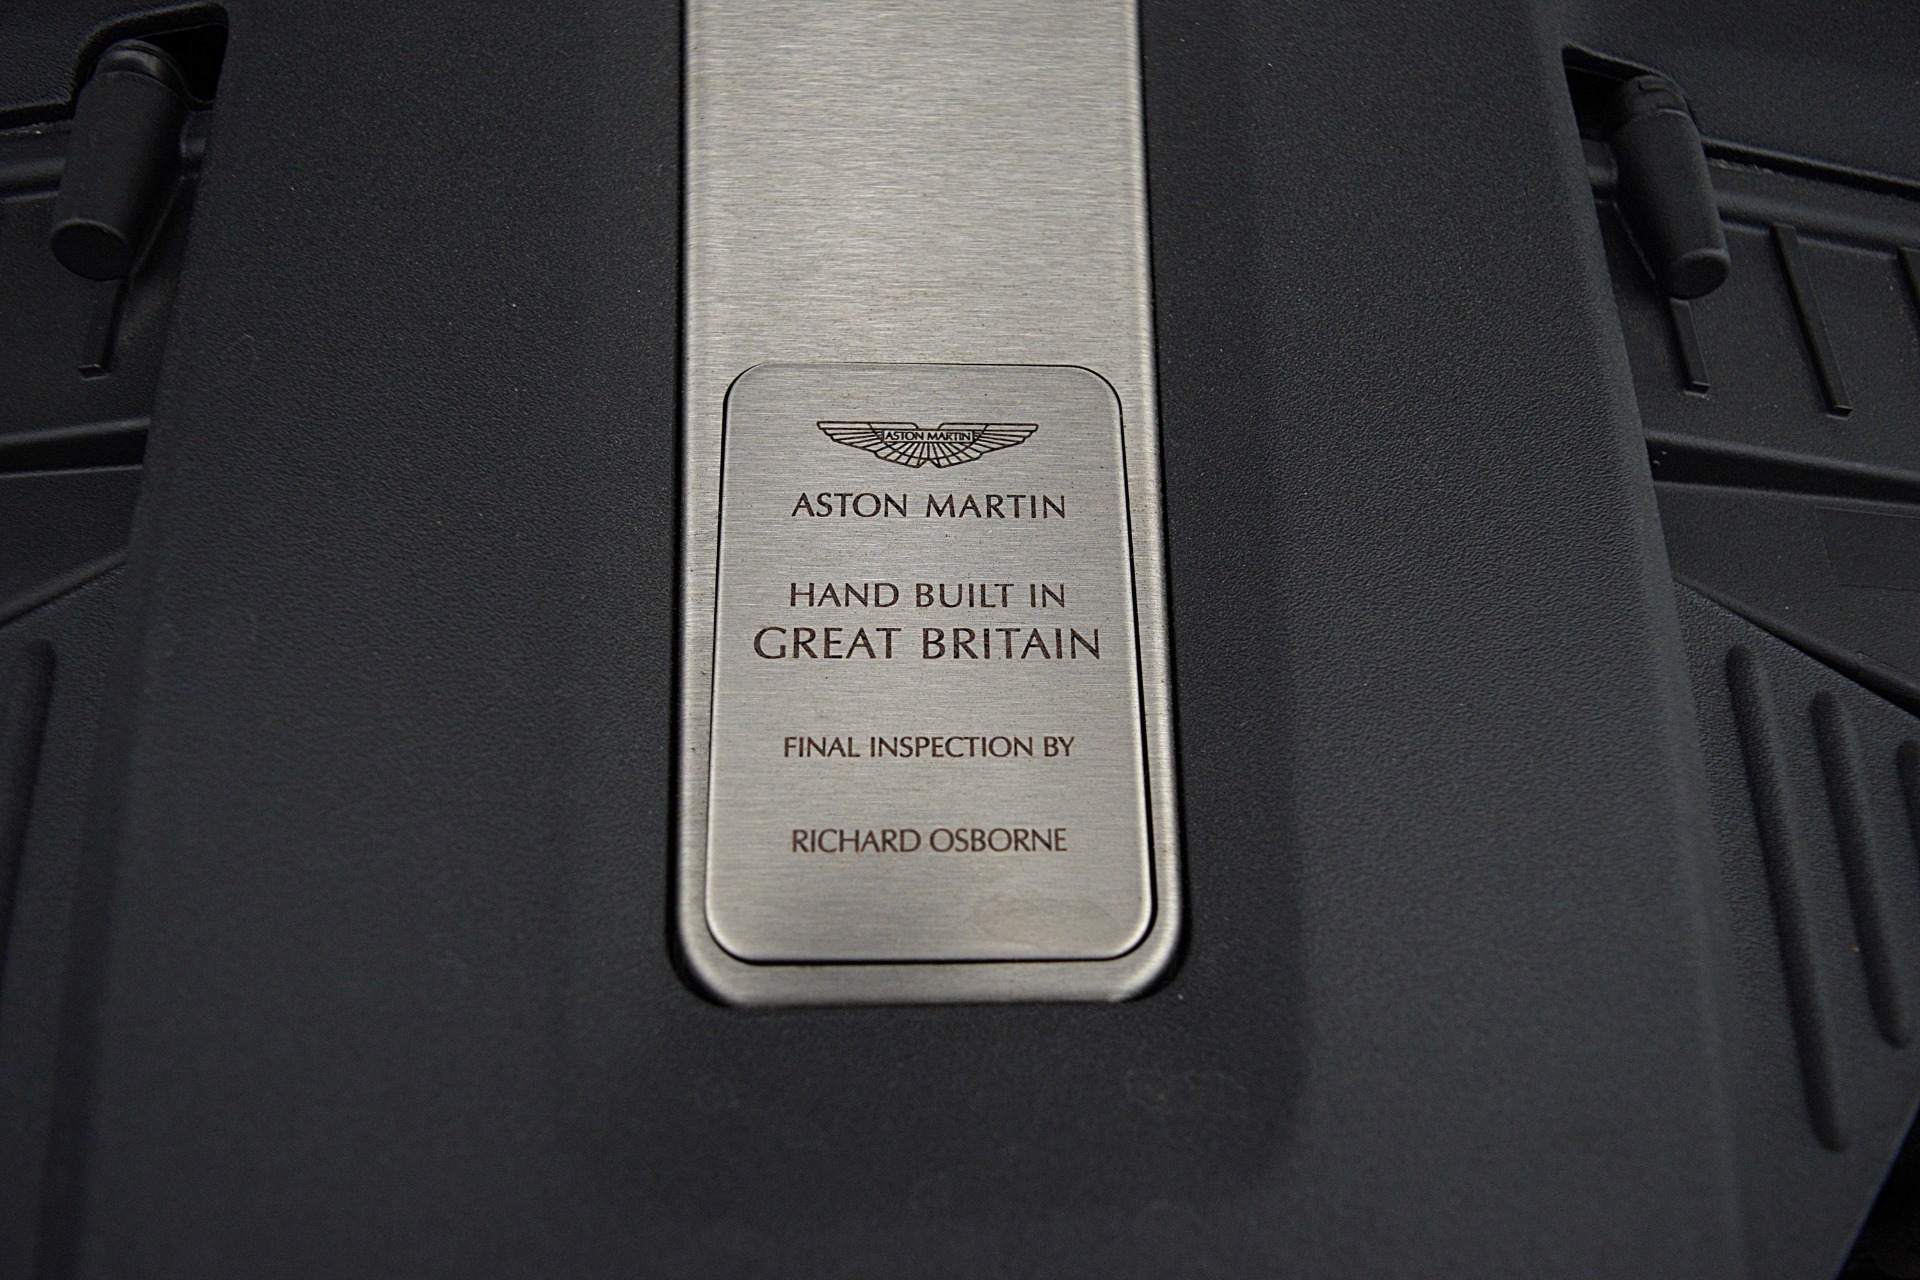 ASTON MARTIN
ASTON MARTIN
HAND BUILT IN
GREAT BRITAIN
FINAL INSPECTION BY
RICHARD OSBORNE